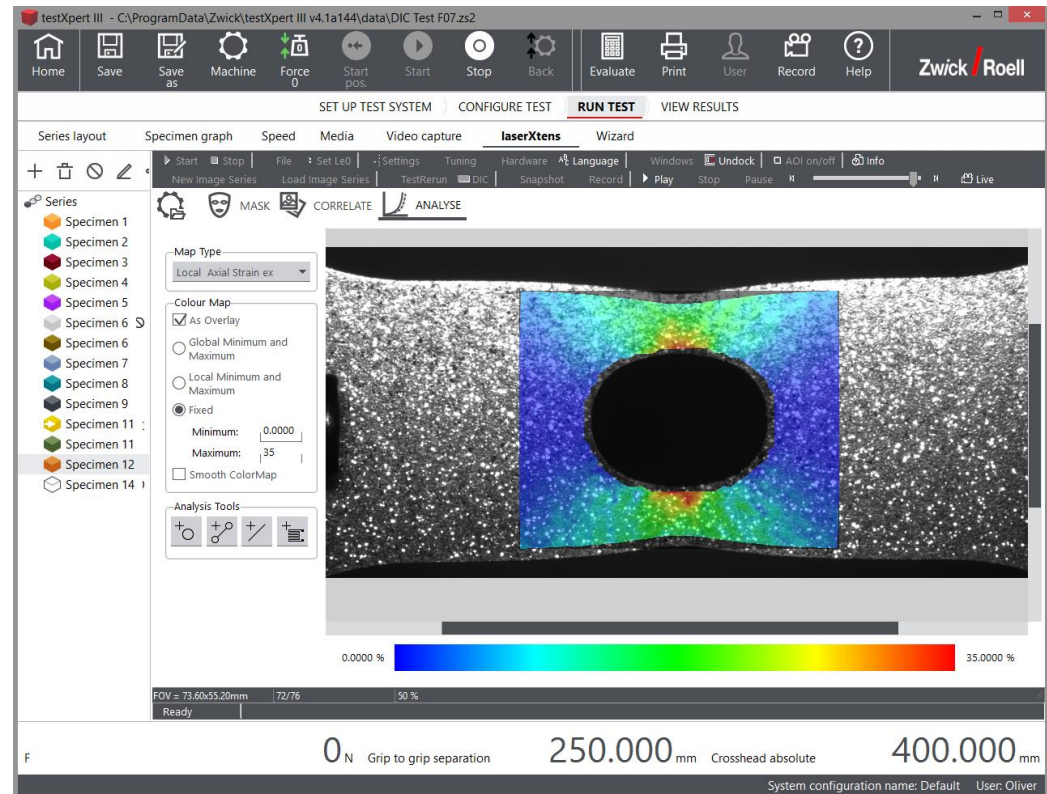 testXpert III - C:\ProgramData\Zwick\testXpert III v4.1a144\data\DIC Test F07.zs2
Home Save Save as Machine Force 0 Start pos. Start Stop Back Evaluate Print User Record Help Zwick / Roell
SET UP TEST SYSTEM CONFIGURE TEST RUN TEST VIEW RESULTS
Series layout Specimen graph Speed Media Video capture laserXtens Wizard
Start Stop File Set Le0 Settings Tuning Hardware Language Windows Undock AOI on/off Info
New Image Series Load Image Series TestRerun DIC Snapshot Record Play Stop Pause Live
MASK CORRELATE ANALYSE
Series
Specimen 1
Specimen 2
Specimen 3
Specimen 4
Specimen 5
Specimen 6
Specimen 6
Specimen 7
Specimen 8
Specimen 9
Specimen 11
Specimen 11
Specimen 12
Specimen 14
Map Type
Local Axial Strain ex
Colour Map
As Overlay
Global Minimum and
Maximum
Local Minimum and
Maximum
Fixed
Minimum: 0.0000
Maximum: 35
Smooth ColorMap
Analysis Tools
0.0000 % 35.0000 %
FOV = 73.60x55.20mm 72/76 50 %
Ready
F 0 N Grip to grip separation 250.000 mm Crosshead absolute 400.000 mm
System configuration name: Default User: Oliver